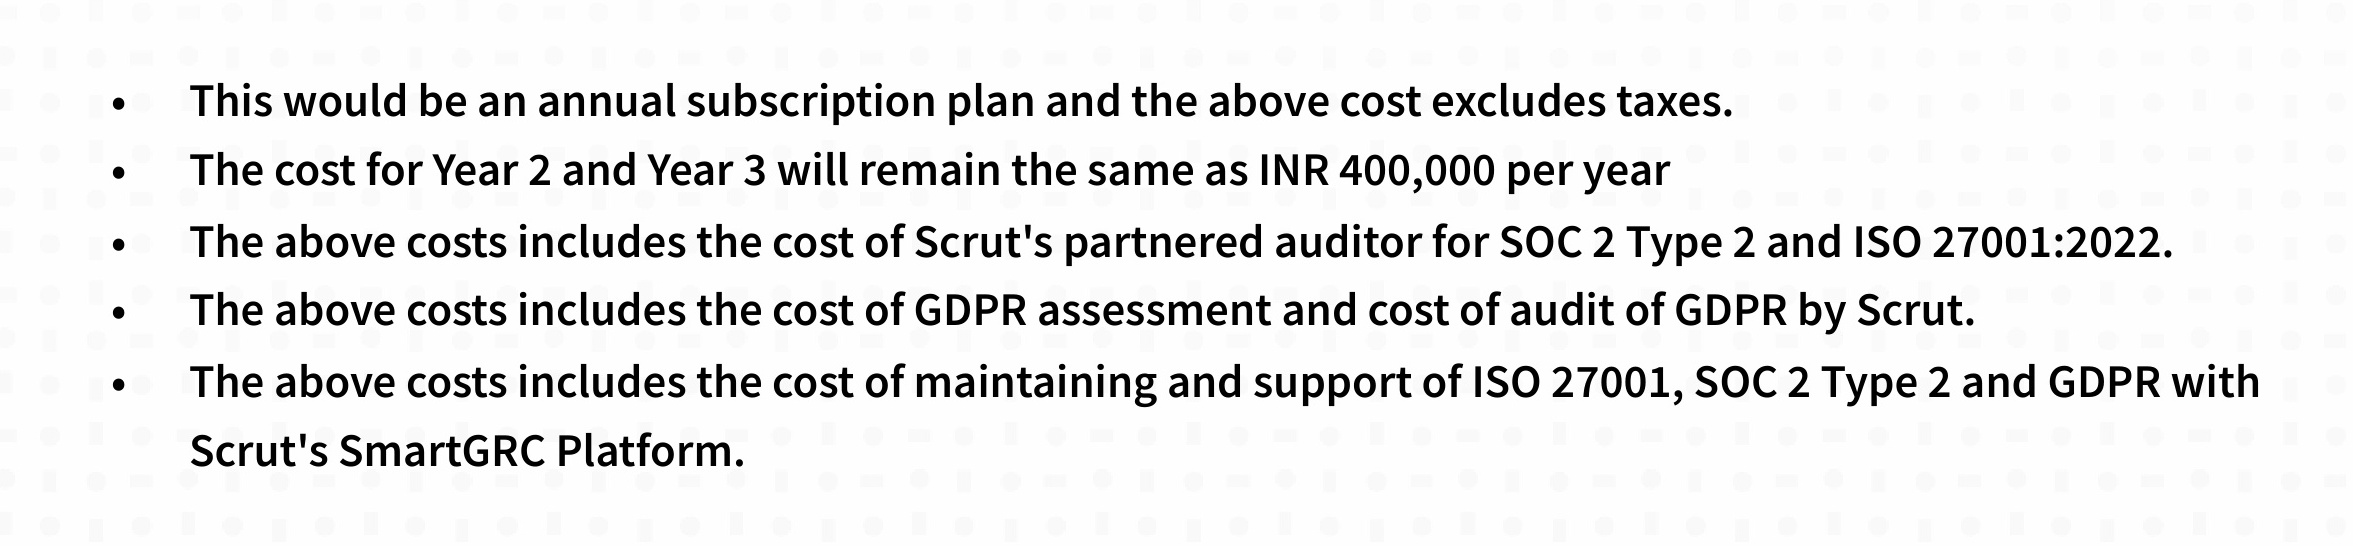 • This would be an annual subscription plan and the above cost excludes taxes.
• The cost for Year 2 and Year 3 will remain the same as INR 400,000 per year
• The above costs includes the cost of Scrut's partnered auditor for SOC 2 Type 2 and ISO 27001:2022.
• The above costs includes the cost of GDPR assessment and cost of audit of GDPR by Scrut.
• The above costs includes the cost of maintaining and support of ISO 27001, SOC 2 Type 2 and GDPR with
Scrut's SmartGRC Platform.